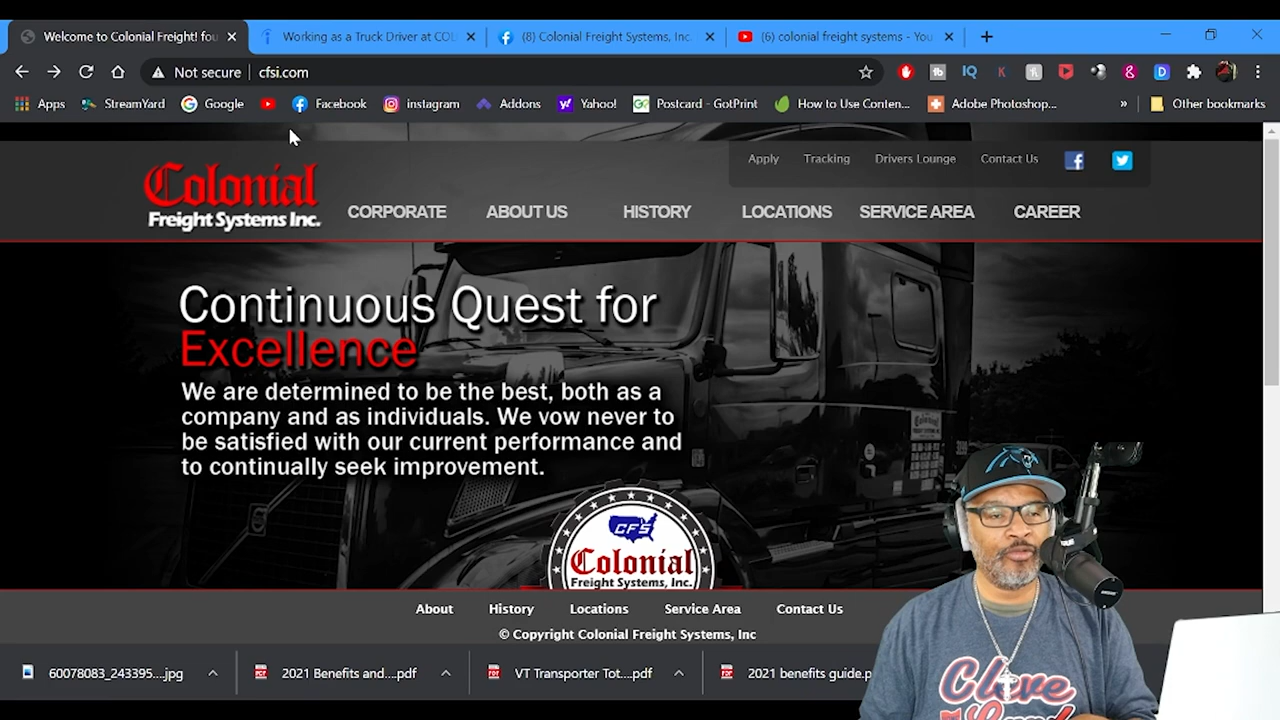 Welcome to Colonial Freight! fou
Working as a Truck Driver at COL
(8) Colonial Freight Systems, Inc.
(6) colonial freight systems - You
Not secure
cfsi.com
Apps
StreamYard
Google
Facebook
instagram
Addons
Yahoo!
Postcard - GotPrint
How to Use Conten...
Adobe Photoshop...
»
Other bookmarks
Apply
Tracking
Drivers Lounge
Contact Us
Colonial
Freight Systems Inc.
CORPORATE
ABOUT US
HISTORY
LOCATIONS
SERVICE AREA
CAREER
Continuous Quest for
Excellence
We are determined to be the best, both as a
company and as individuals. We vow never to
be satisfied with our current performance and
to continually seek improvement.
CFS
Colonial
Freight Systems, Inc.
About
History
Locations
Service Area
Contact Us
© Copyright Colonial Freight Systems, Inc
60078083_243395....jpg
2021 Benefits and....pdf
VT Transporter Tot....pdf
2021 benefits guide.p
Cleve